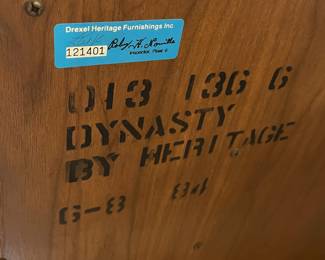 Drexel Heritage Furnishings Inc.
121401
013 136 6
DYNASTY
BY HERITAGE
G-8 84